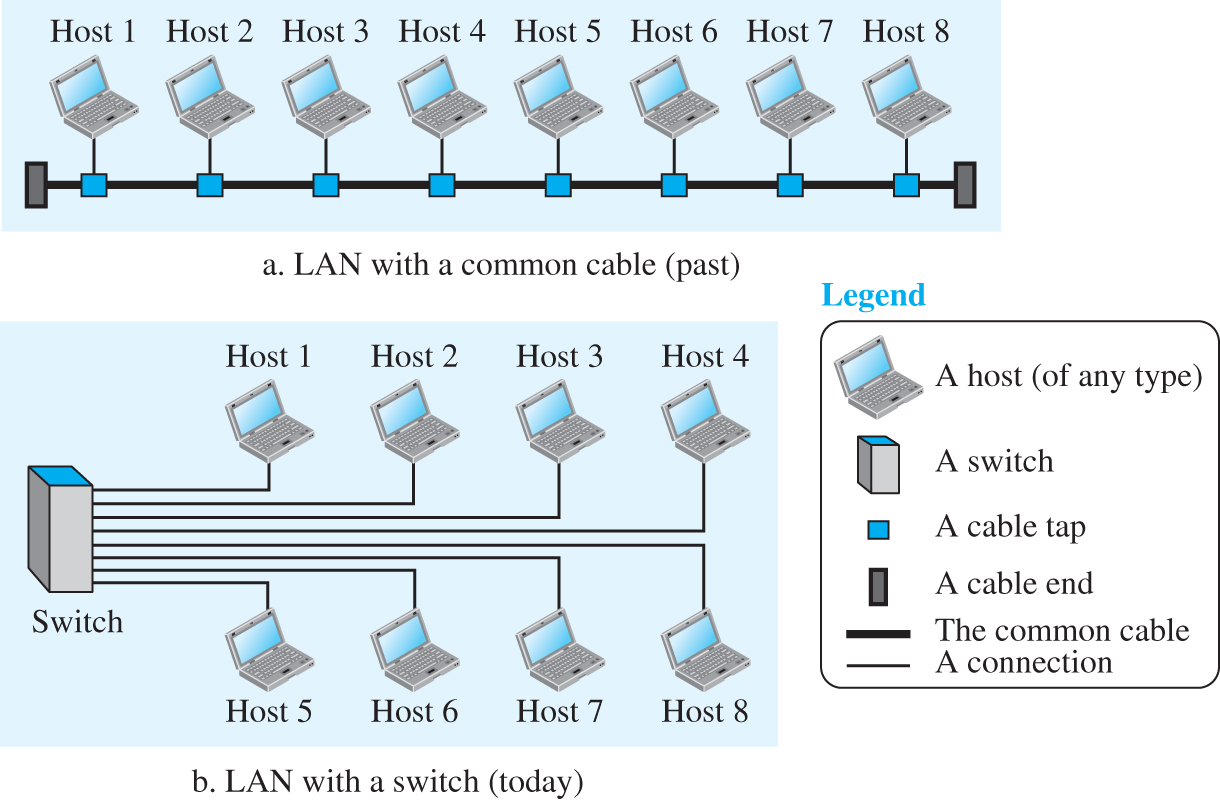 Host 1 Host 2 Host 3 Host 4 Host 5 Host 6 Host 7 Host 8
a. LAN with a common cable (past)
Legend
A host (of any type)
A switch
A cable tap
A cable end
The common cable
A connection
Host 1 Host 2 Host 3 Host 4
Switch
Host 5 Host 6 Host 7 Host 8
b. LAN with a switch (today)